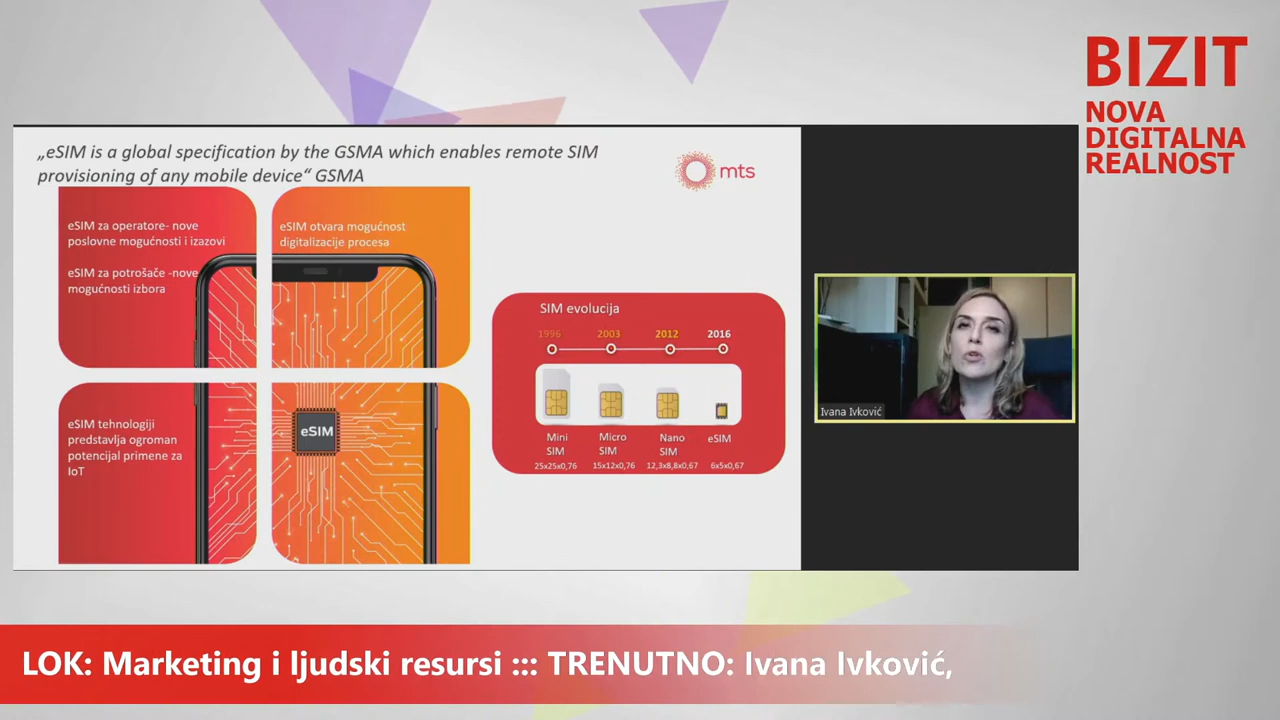 BIZIT
NOVA
DIGITALNA
REALNOST
„eSIM is a global specification by the GSMA which enables remote SIM
provisioning of any mobile device“ GSMA
mts
eSIM za operatore- nove
poslovne mogućnosti i izazovi
eSIM za potrošače -nove
mogućnosti izbora
eSIM otvara mogućnost
digitalizacije procesa
eSIM tehnologiji
predstavlja ogroman
potencijal primene za
IoT
eSIM
SIM evolucija
1996 2003 2012 2016
Mini Micro Nano eSIM
SIM SIM SIM
25x25x0,76 15x12x0,76 12,3x8,8x0,67 6x5x0,67
Ivana Ivković
LOK: Marketing i ljudski resursi ::: TRENUTNO: Ivana Ivković,